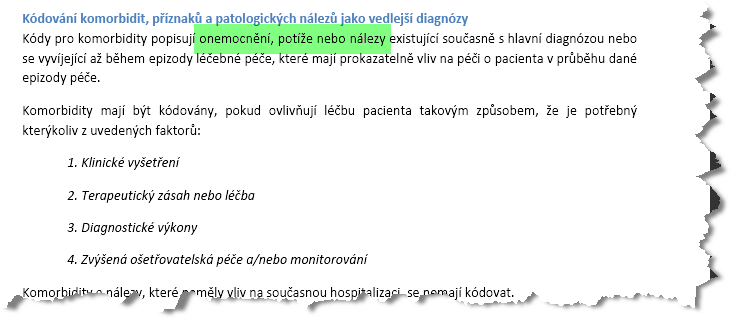 Kódování komorbidit, příznaků a patologických nálezů jako vedlejší diagnózy
Kódy pro komorbidity popisují onemocnění, potíže nebo nálezy existující současně s hlavní diagnózou nebo
se vyvíjející až během epizody léčebné péče, které mají prokazatelně vliv na péči o pacienta v průběhu dané
epizody péče.
Komorbidity mají být kódovány, pokud ovlivňují léčbu pacienta takovým způsobem, že je potřebný
kterýkoliv z uvedených faktorů:
1. Klinické vyšetření
2. Terapeutický zásah nebo léčba
3. Diagnostické výkony
4. Zvýšená ošetřovatelská péče a/nebo monitorování
Komorbidity a nálezy, které neměly vliv na současnou hospitalizaci, se nemají kódovat.